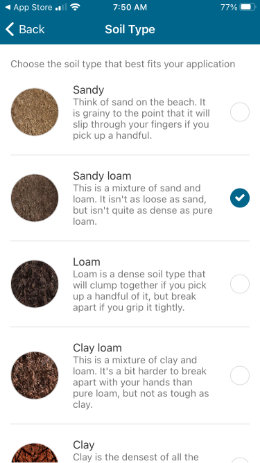 App Store 7:50 AM 77%
Back Soil Type
Choose the soil type that best fits your application
Sandy
Think of sand on the beach. It
is grainy to the point that it will
slip through your fingers if you
pick up a handful.
Sandy loam
This is a mixture of sand and
loam. It isn't as loose as sand,
but isn't quite as dense as pure
loam.
Loam
Loam is a dense soil type that
will clump together if you pick
up a handful of it, but break
apart if you grip it tightly.
Clay loam
This is a mixture of clay and
loam. It's a bit harder to break
apart with your hands than
pure loam, but not as tough as
clay.
Clay
Clay is the densest of all the